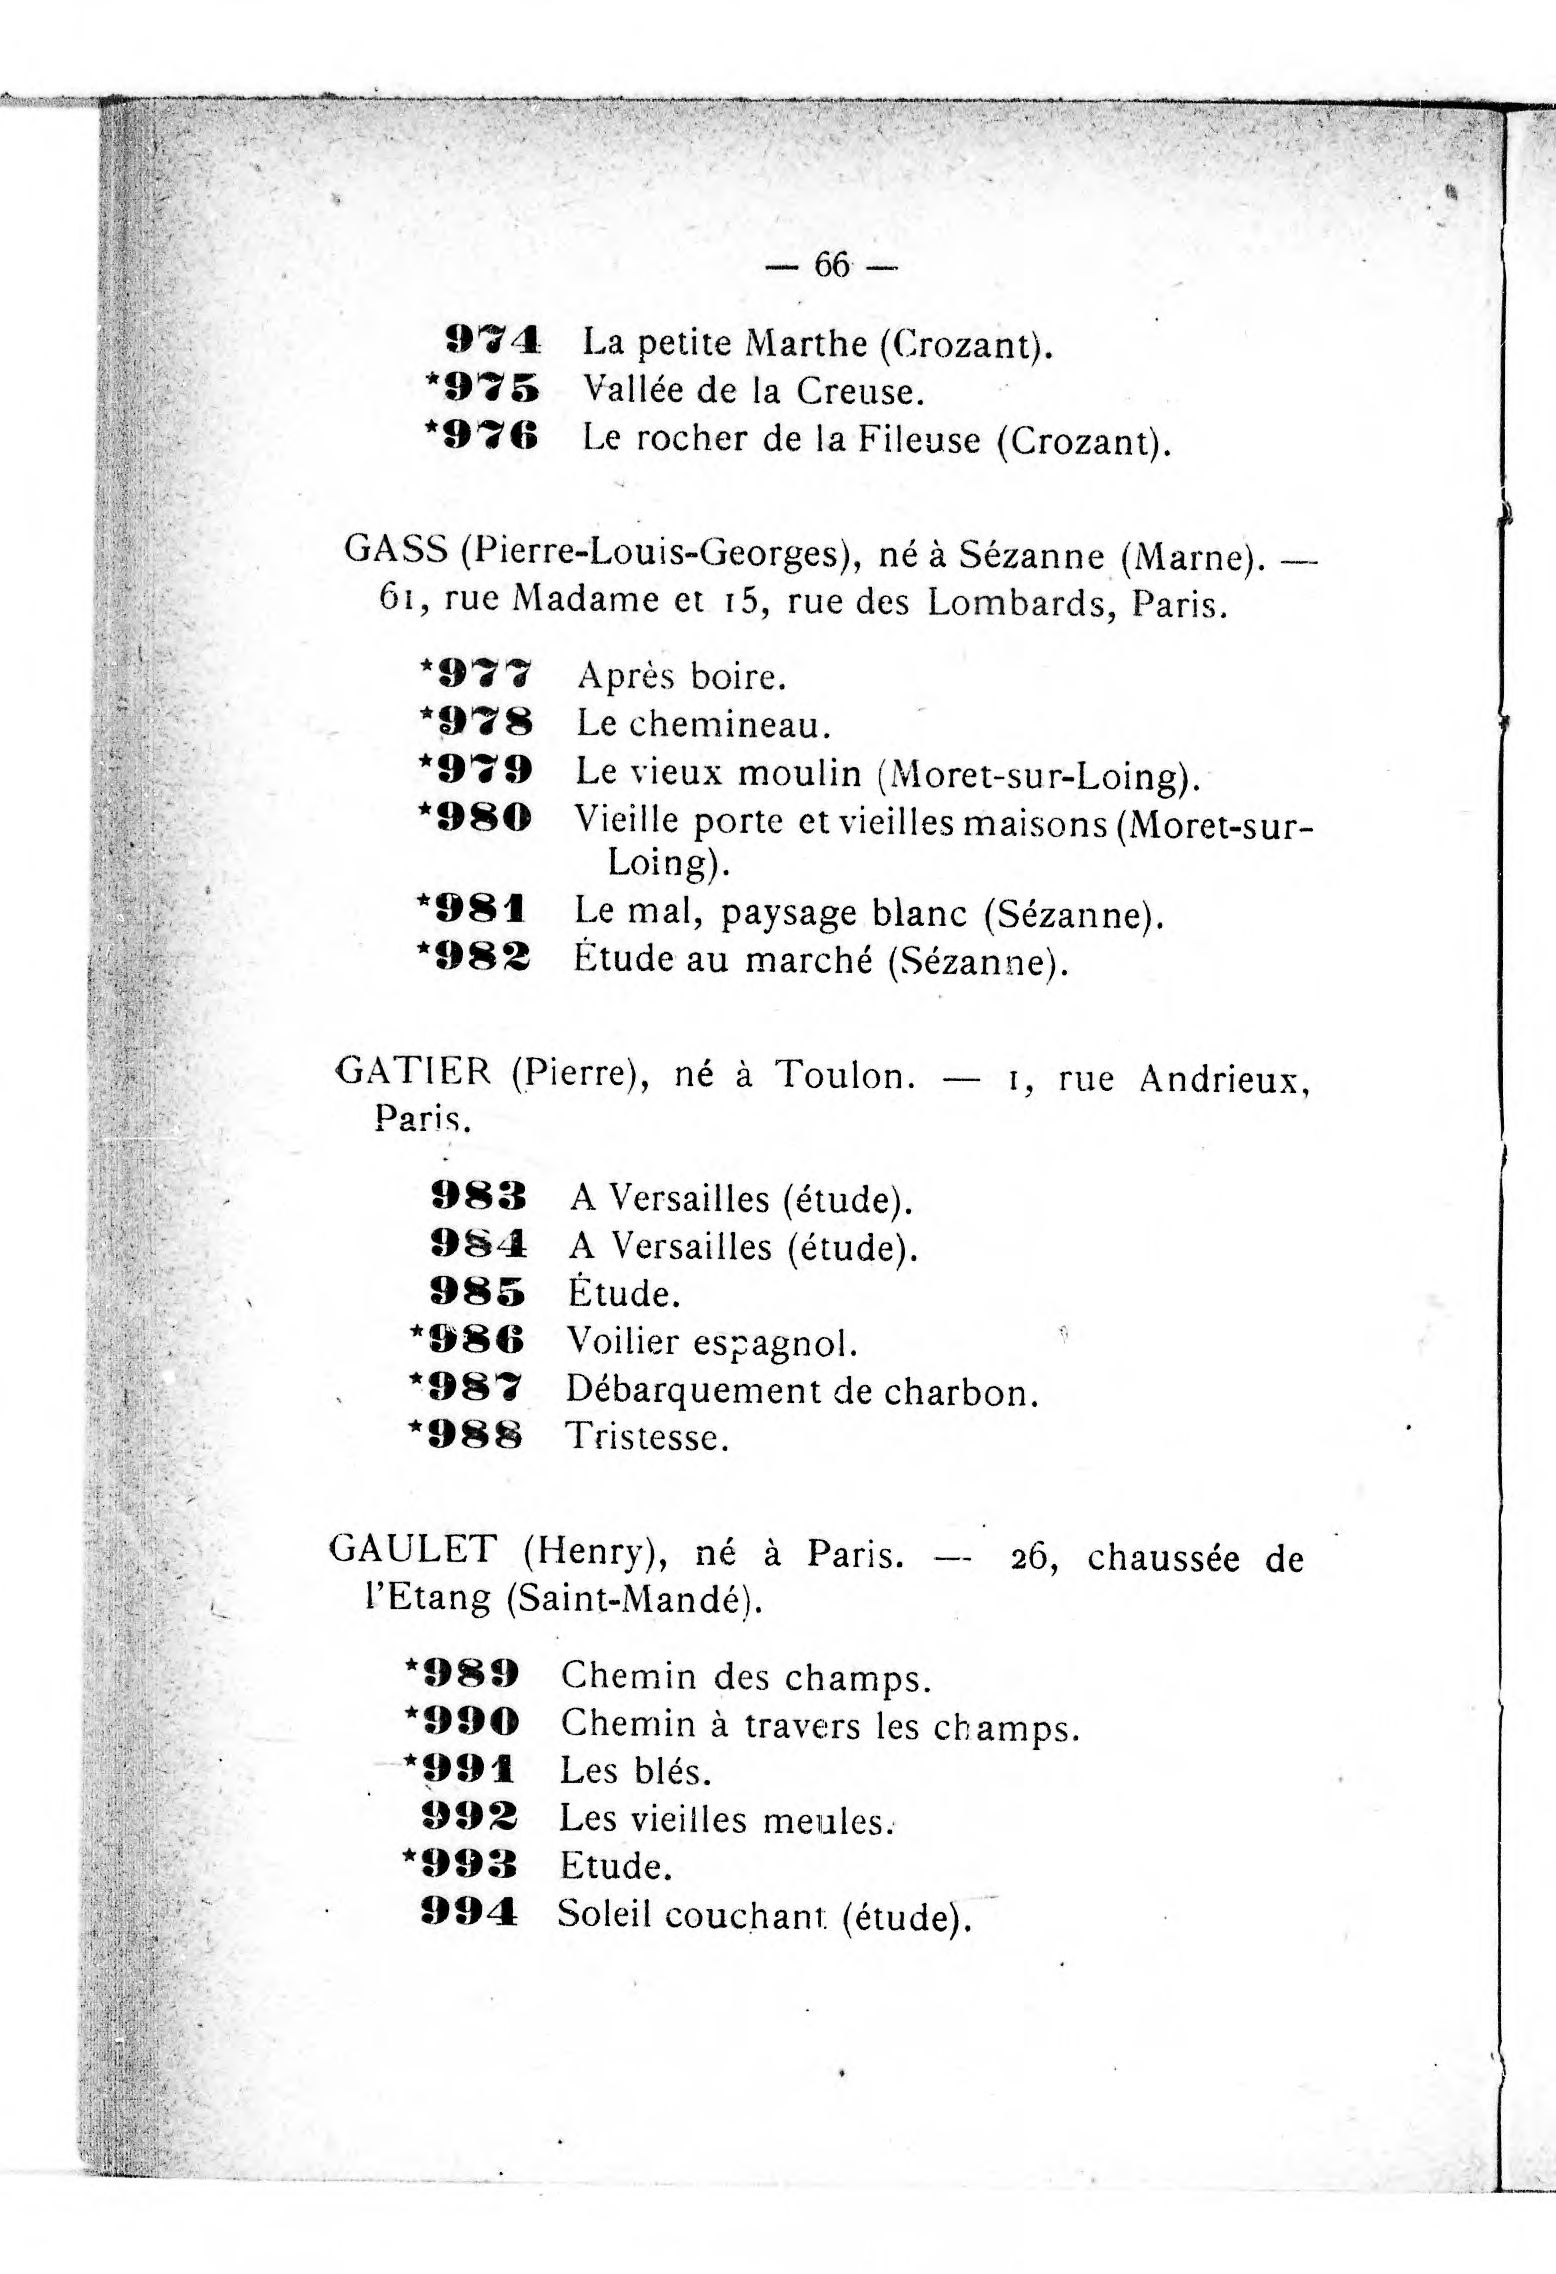 — 66 —
974 La petite Marthe (Crozant).
*975 Vallée de la Creuse.
*976 Le rocher de la Fileuse (Crozant).
GASS (Pierre-Louis-Georges), né à Sézanne (Marne). —
61, rue Madame et 15, rue des Lombards, Paris.
*977 Après boire.
*978 Le chemineau.
*979 Le vieux moulin (Moret-sur-Loing).
*980 Vieille porte et vieilles maisons (Moret-sur-
Loing).
*981 Le mal, paysage blanc (Sézanne).
*982 Étude au marché (Sézanne).
GATIER (Pierre), né à Toulon. — 1, rue Andrieux,
Paris.
983 A Versailles (étude).
984 A Versailles (étude).
985 Étude.
*986 Voilier espagnol.
*987 Débarquement de charbon.
*988 Tristesse.
GAULET (Henry), né à Paris. — 26, chaussée de
l'Etang (Saint-Mandé).
*989 Chemin des champs.
*990 Chemin à travers les champs.
*991 Les blés.
992 Les vieilles meules.
*993 Etude.
994 Soleil couchant (étude).